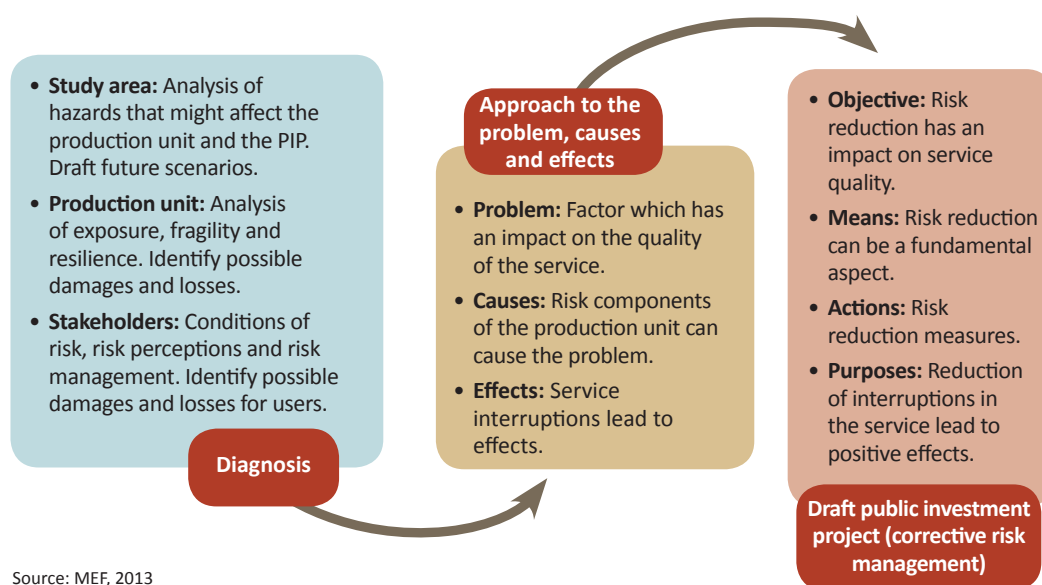 • Study area: Analysis of
hazards that might affect the
production unit and the PIP.
Draft future scenarios.
• Production unit: Analysis
of exposure, fragility and
resilience. Identify possible
damages and losses.
• Stakeholders: Conditions of
risk, risk perceptions and risk
management. Identify possible
damages and losses for users.
Diagnosis
Approach to the
problem, causes
and effects
• Problem: Factor which has
an impact on the quality
of the service.
• Causes: Risk components
of the production unit can
cause the problem.
• Effects: Service
interruptions lead to
effects.
• Objective: Risk
reduction has an
impact on service
quality.
• Means: Risk reduction
can be a fundamental
aspect.
• Actions: Risk
reduction measures.
• Purposes: Reduction
of interruptions in
the service lead to
positive effects.
Draft public investment
project (corrective risk
management)
Source: MEF, 2013